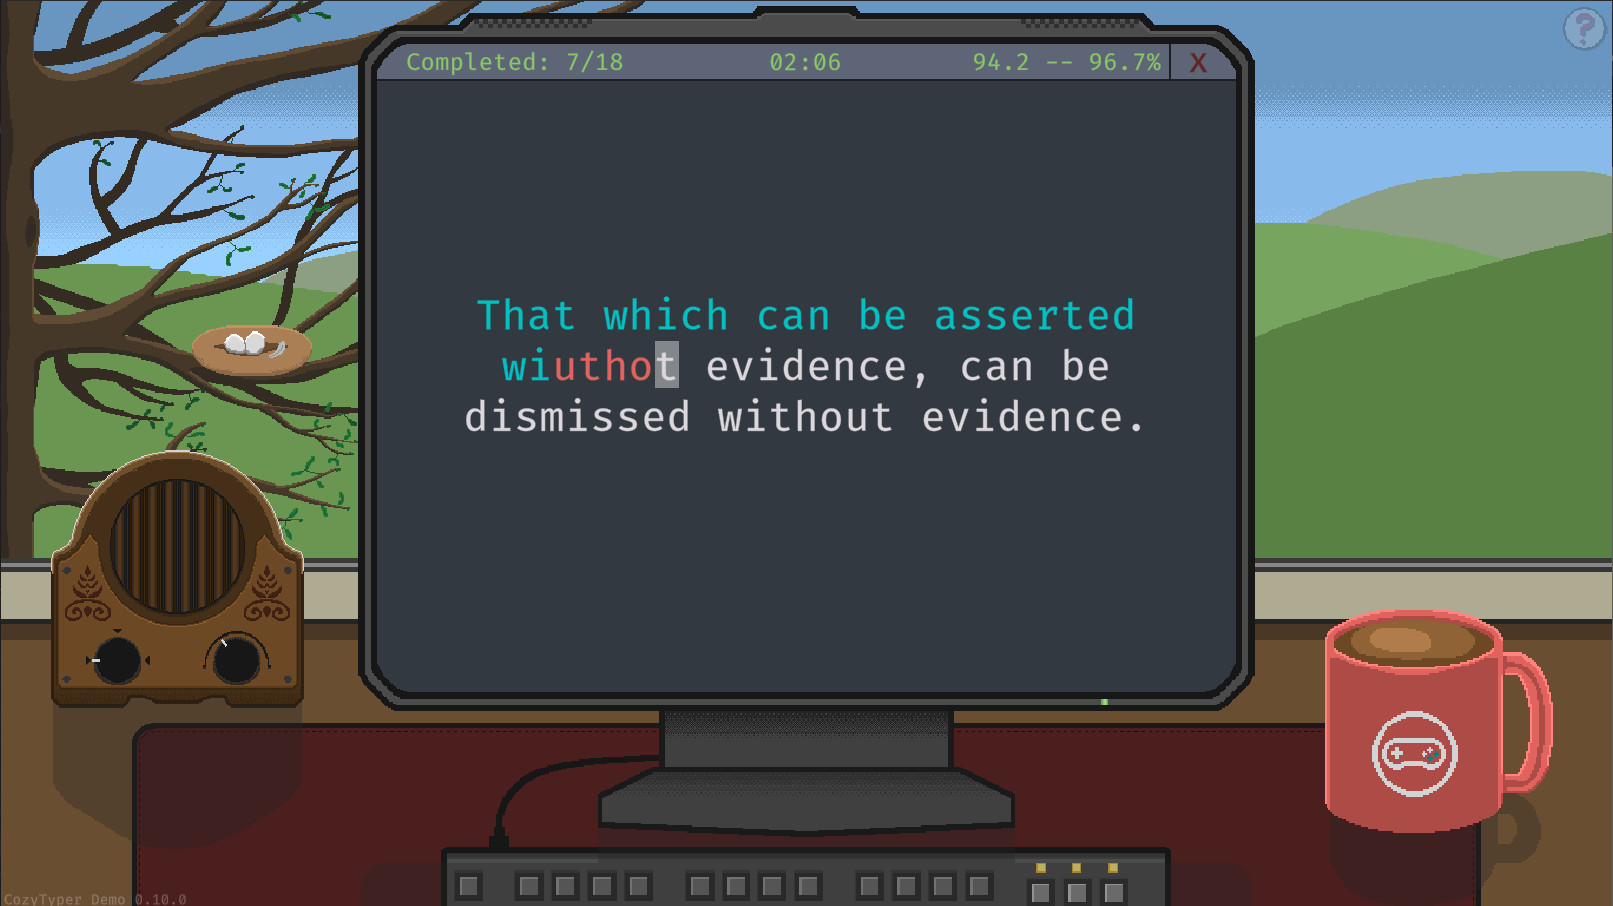 Completed: 7/18 02:06 94.2 -- 96.7% X
?
That which can be asserted
wiuthot evidence, can be
dismissed without evidence.
CozyTyper Demo 0.10.0